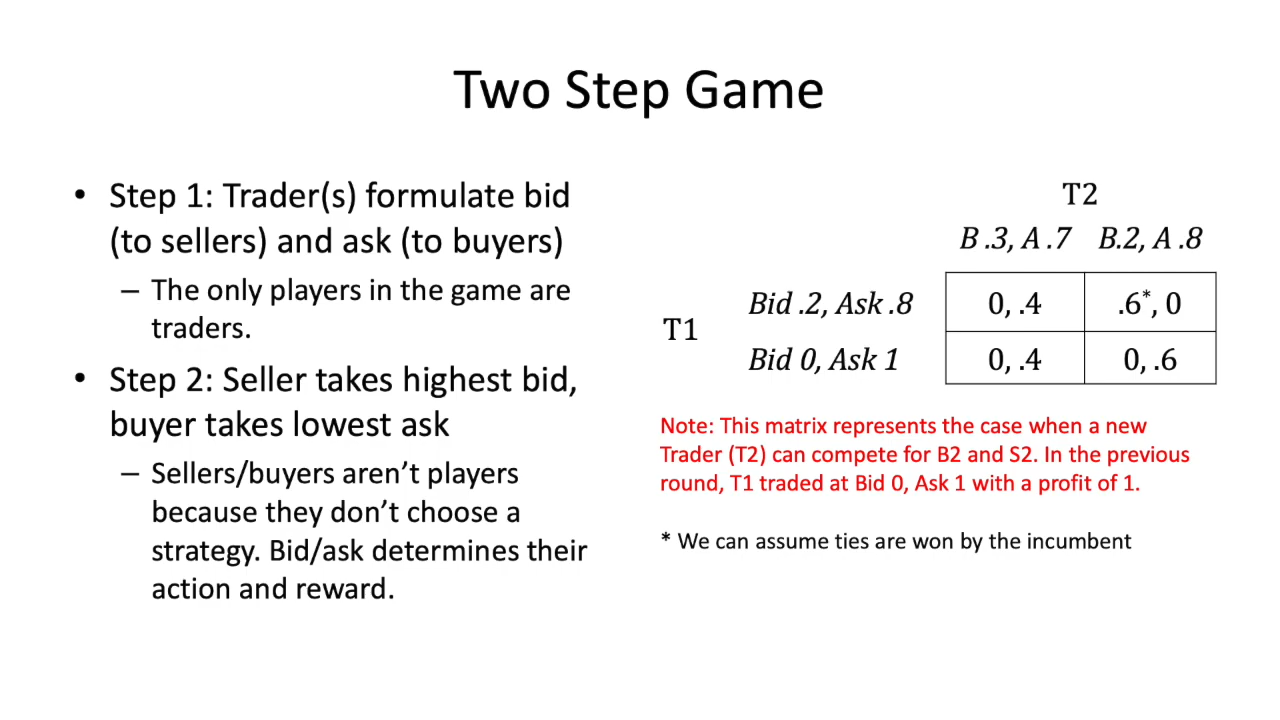 Two Step Game
• Step 1: Trader(s) formulate bid
(to sellers) and ask (to buyers)
– The only players in the game are
traders.
• Step 2: Seller takes highest bid,
buyer takes lowest ask
– Sellers/buyers aren’t players
because they don’t choose a
strategy. Bid/ask determines their
action and reward.
T2
B .3, A .7 B.2, A .8
T1
Bid .2, Ask .8 0, .4 .6*, 0
Bid 0, Ask 1 0, .4 0, .6
Note: This matrix represents the case when a new
Trader (T2) can compete for B2 and S2. In the previous
round, T1 traded at Bid 0, Ask 1 with a profit of 1.
* We can assume ties are won by the incumbent